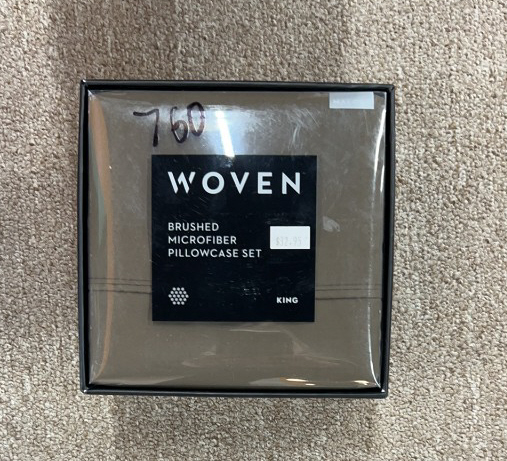 760
WOVEN
BRUSHED
MICROFIBER
PILLOWCASE SET
KING